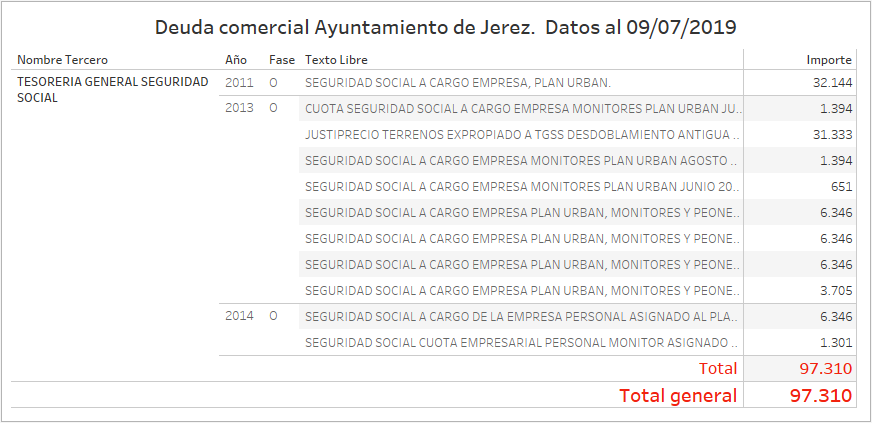 Deuda comercial Ayuntamiento de Jerez. Datos al 09/07/2019
Nombre Tercero Año Fase Texto Libre Importe
TESORERIA GENERAL SEGURIDAD SOCIAL 2011 O SEGURIDAD SOCIAL A CARGO EMPRESA, PLAN URBAN. 32.144
2013 O CUOTA SEGURIDAD SOCIAL A CARGO EMPRESA MONITORES PLAN URBAN JU.. 1.394
JUSTIPRECIO TERRENOS EXPROPIADO A TGSS DESDOBLAMIENTO ANTIGUA .. 31.333
SEGURIDAD SOCIAL A CARGO EMPRESA MONITORES PLAN URBAN AGOSTO .. 1.394
SEGURIDAD SOCIAL A CARGO EMPRESA MONITORES PLAN URBAN JUNIO 20.. 651
SEGURIDAD SOCIAL A CARGO EMPRESA PLAN URBAN, MONITORES Y PEONE.. 6.346
SEGURIDAD SOCIAL A CARGO EMPRESA PLAN URBAN, MONITORES Y PEONE.. 6.346
SEGURIDAD SOCIAL A CARGO EMPRESA PLAN URBAN, MONITORES Y PEONE.. 6.346
SEGURIDAD SOCIAL A CARGO EMPRESA PLAN URBAN, MONITORES Y PEONE.. 3.705
2014 O SEGURIDAD SOCIAL A CARGO DE LA EMPRESA PERSONAL ASIGNADO AL PLA.. 6.346
SEGURIDAD SOCIAL CUOTA EMPRESARIAL PERSONAL MONITOR ASIGNADO .. 1.301
Total 97.310
Total general 97.310